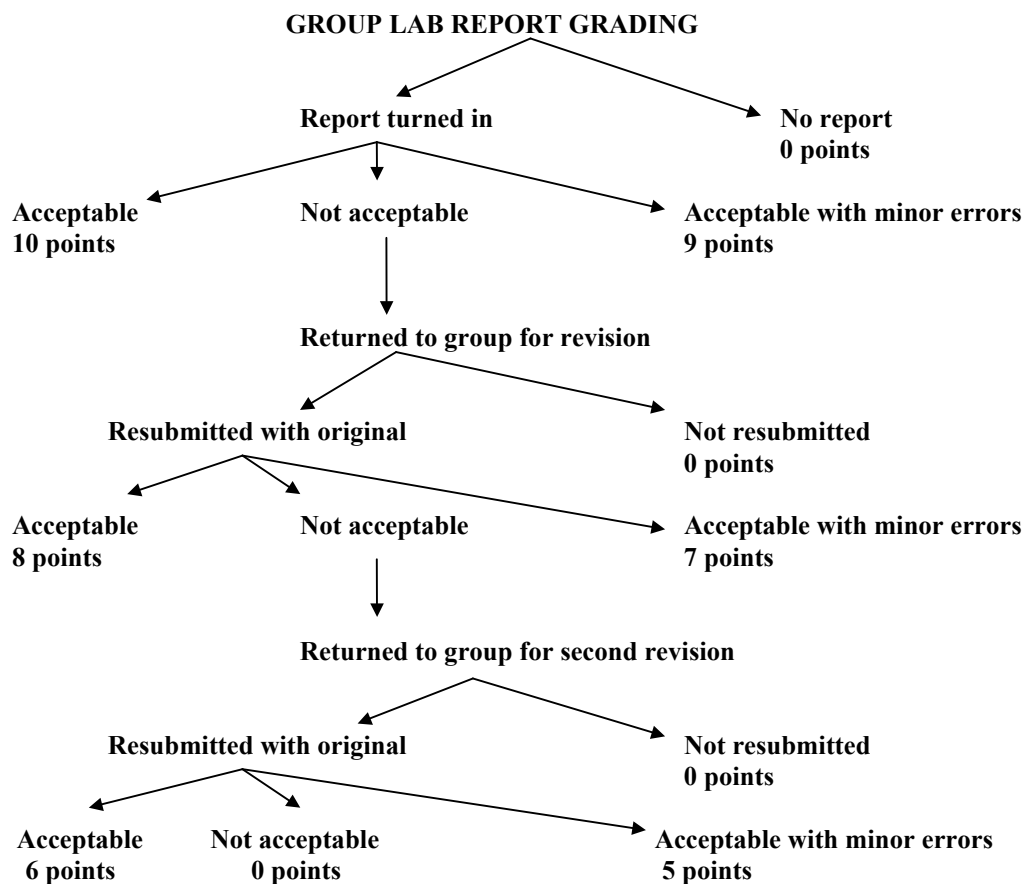 GROUP LAB REPORT GRADING
Report turned in
No report
0 points
Acceptable
10 points
Not acceptable
Acceptable with minor errors
9 points
Returned to group for revision
Resubmitted with original
Not resubmitted
0 points
Acceptable
8 points
Not acceptable
Acceptable with minor errors
7 points
Returned to group for second revision
Resubmitted with original
Not resubmitted
0 points
Acceptable
6 points
Not acceptable
0 points
Acceptable with minor errors
5 points